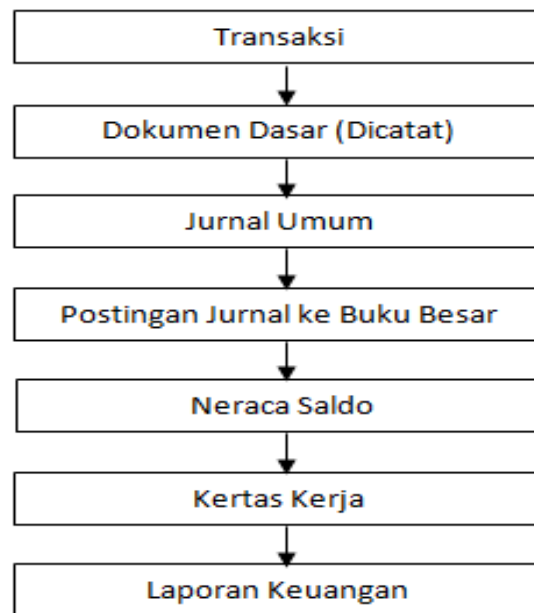 Transaksi
Dokumen Dasar (Dicatat)
Jurnal Umum
Postingan Jurnal ke Buku Besar
Neraca Saldo
Kertas Kerja
Laporan Keuangan